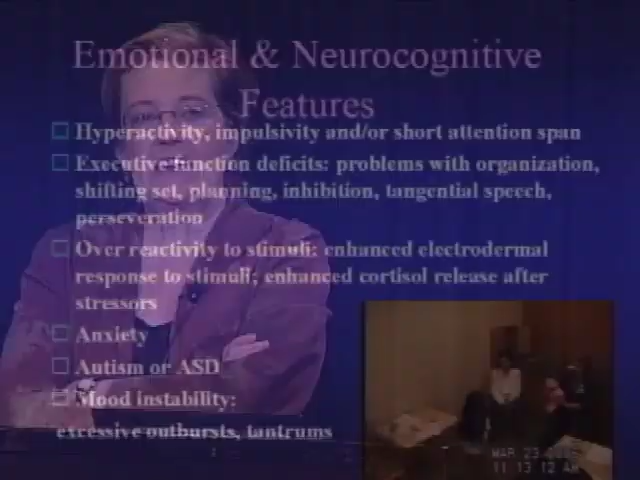 Emotional & Neurocognitive
Features
Hyperactivity, impulsivity and/or short attention span
Executive function deficits: problems with organization,
shifting set, planning, inhibition, tangential speech,
perseveration
Over reactivity to stimuli: enhanced electrodermal
response to stimuli; enhanced cortisol release after
stressors
Anxiety
Autism or ASD
Mood instability:
excessive outbursts, tantrums
MAR 23
11 13 12 AM